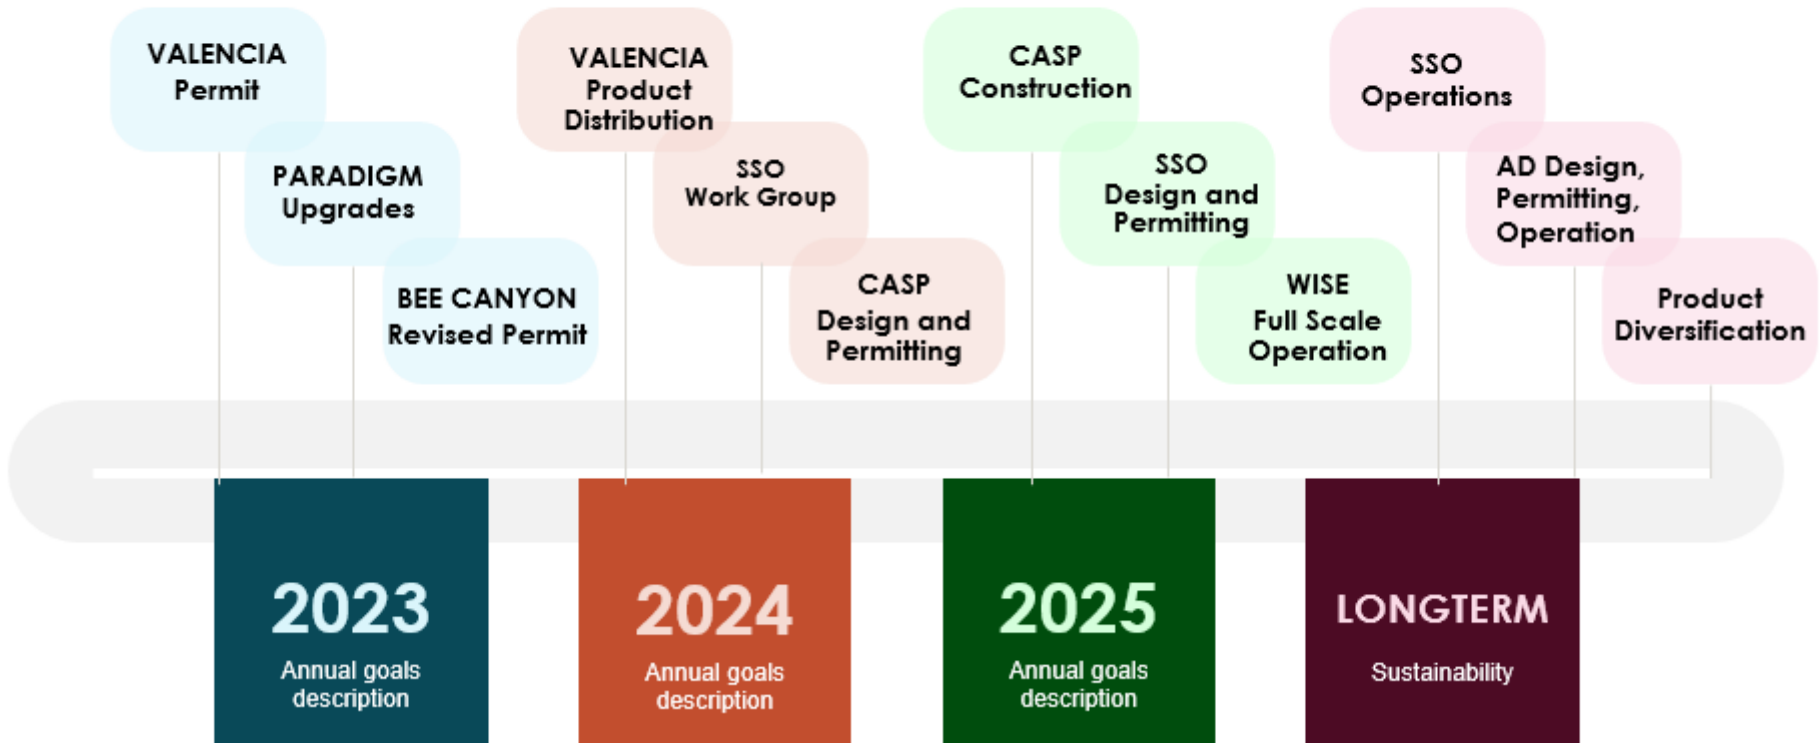 VALENCIA
Permit
PARADIGM
Upgrades
BEE CANYON
Revised Permit
VALENCIA
Product
Distribution
SSO
Work Group
CASP
Design and
Permitting
CASP
Construction
SSO
Design and
Permitting
WISE
Full Scale
Operation
SSO
Operations
AD Design,
Permitting,
Operation
Product
Diversification
2023
Annual goals
description
2024
Annual goals
description
2025
Annual goals
description
LONGTERM
Sustainability